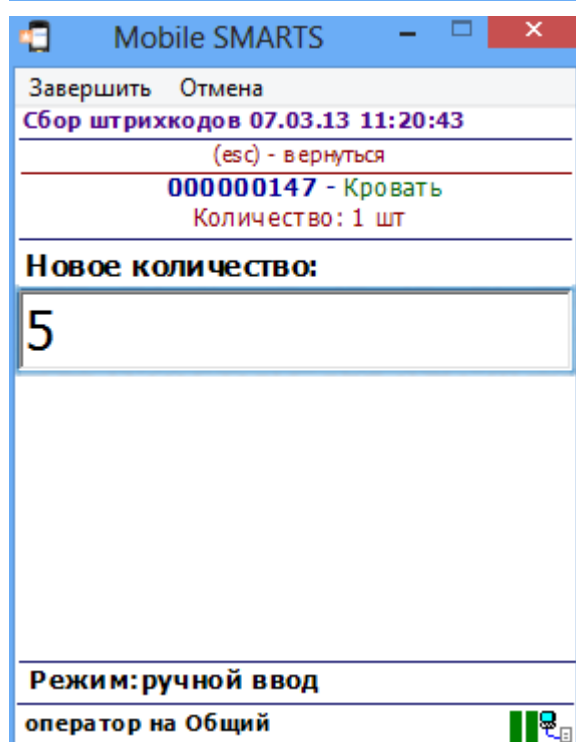 Mobile SMARTS
Завершить Отмена
Сбор штрихкодов 07.03.13 11:20:43
(esc) - вернуться
000000147 - Кровать
Количество: 1 шт
Новое количество:
5
Режим:ручной ввод
оператор на Общий